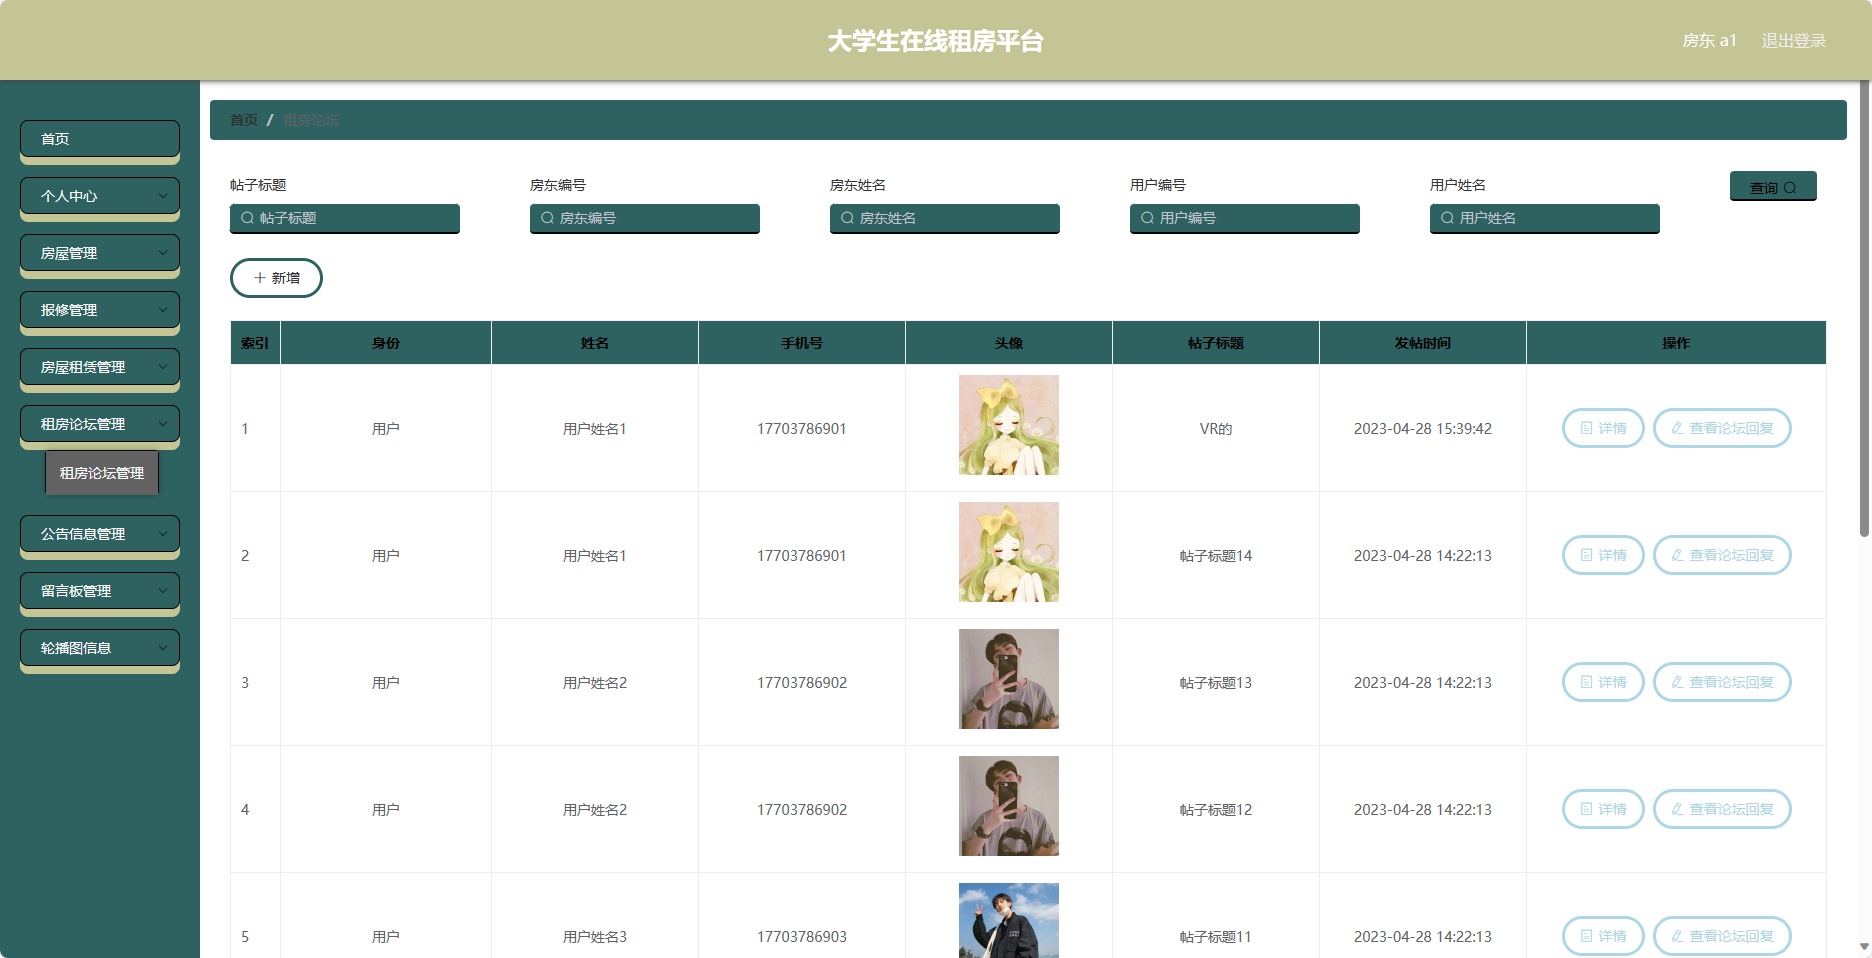 大学生在线租房平台
房东 a1 退出登录
首页
个人中心
房屋管理
报修管理
房屋租赁管理
租房论坛管理
租房论坛管理
公告信息管理
留言板管理
轮播图信息
首页 / 租房论坛
帖子标题 房东编号 房东姓名 用户编号 用户姓名
帖子标题 房东编号 房东姓名 用户编号 用户姓名 查询
新增
索引 身份 姓名 手机号 头像 帖子标题 发帖时间 操作
1 用户 用户姓名1 17703786901 VR的 2023-04-28 15:39:42 详情 查看论坛回复
2 用户 用户姓名1 17703786901 帖子标题14 2023-04-28 14:22:13 详情 查看论坛回复
3 用户 用户姓名2 17703786902 帖子标题13 2023-04-28 14:22:13 详情 查看论坛回复
4 用户 用户姓名2 17703786902 帖子标题12 2023-04-28 14:22:13 详情 查看论坛回复
5 用户 用户姓名3 17703786903 帖子标题11 2023-04-28 14:22:13 详情 查看论坛回复